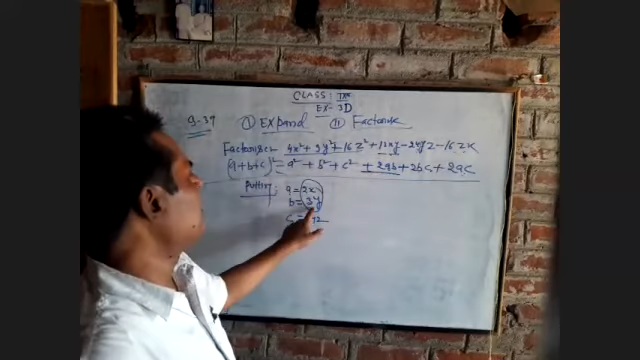 CLASS: IX
EX- 3D
9-39 ① EXPand ② Factorise
Factorise: 4x² + 9y² + 16z² + 12xy - 24yz - 16zx
(a+b+c)² = a² + b² + c² + 2ab + 2bc + 2ac
Putting, a = 2x
b = 3y
c =